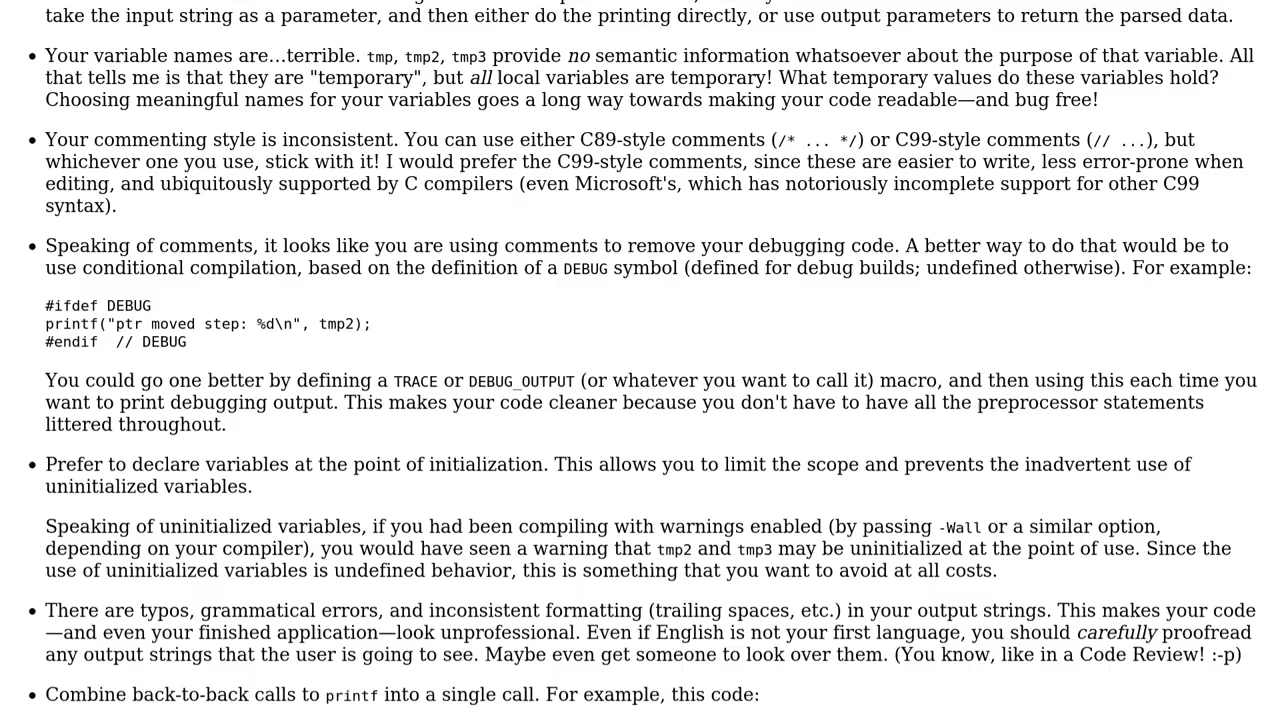 take the input string as a parameter, and then either do the printing directly, or use output parameters to return the parsed data.
• Your variable names are…terrible. tmp, tmp2, tmp3 provide no semantic information whatsoever about the purpose of that variable. All
that tells me is that they are "temporary", but all local variables are temporary! What temporary values do these variables hold?
Choosing meaningful names for your variables goes a long way towards making your code readable—and bug free!
• Your commenting style is inconsistent. You can use either C89-style comments (/* ... */) or C99-style comments (// ...), but
whichever one you use, stick with it! I would prefer the C99-style comments, since these are easier to write, less error-prone when
editing, and ubiquitously supported by C compilers (even Microsoft's, which has notoriously incomplete support for other C99
syntax).
• Speaking of comments, it looks like you are using comments to remove your debugging code. A better way to do that would be to
use conditional compilation, based on the definition of a DEBUG symbol (defined for debug builds; undefined otherwise). For example:
#ifdef DEBUG
printf("ptr moved step: %d\n", tmp2);
#endif  // DEBUG
You could go one better by defining a TRACE or DEBUG_OUTPUT (or whatever you want to call it) macro, and then using this each time you
want to print debugging output. This makes your code cleaner because you don't have to have all the preprocessor statements
littered throughout.
• Prefer to declare variables at the point of initialization. This allows you to limit the scope and prevents the inadvertent use of
uninitialized variables.
Speaking of uninitialized variables, if you had been compiling with warnings enabled (by passing -Wall or a similar option,
depending on your compiler), you would have seen a warning that tmp2 and tmp3 may be uninitialized at the point of use. Since the
use of uninitialized variables is undefined behavior, this is something that you want to avoid at all costs.
• There are typos, grammatical errors, and inconsistent formatting (trailing spaces, etc.) in your output strings. This makes your code
—and even your finished application—look unprofessional. Even if English is not your first language, you should carefully proofread
any output strings that the user is going to see. Maybe even get someone to look over them. (You know, like in a Code Review! :-p)
• Combine back-to-back calls to printf into a single call. For example, this code: